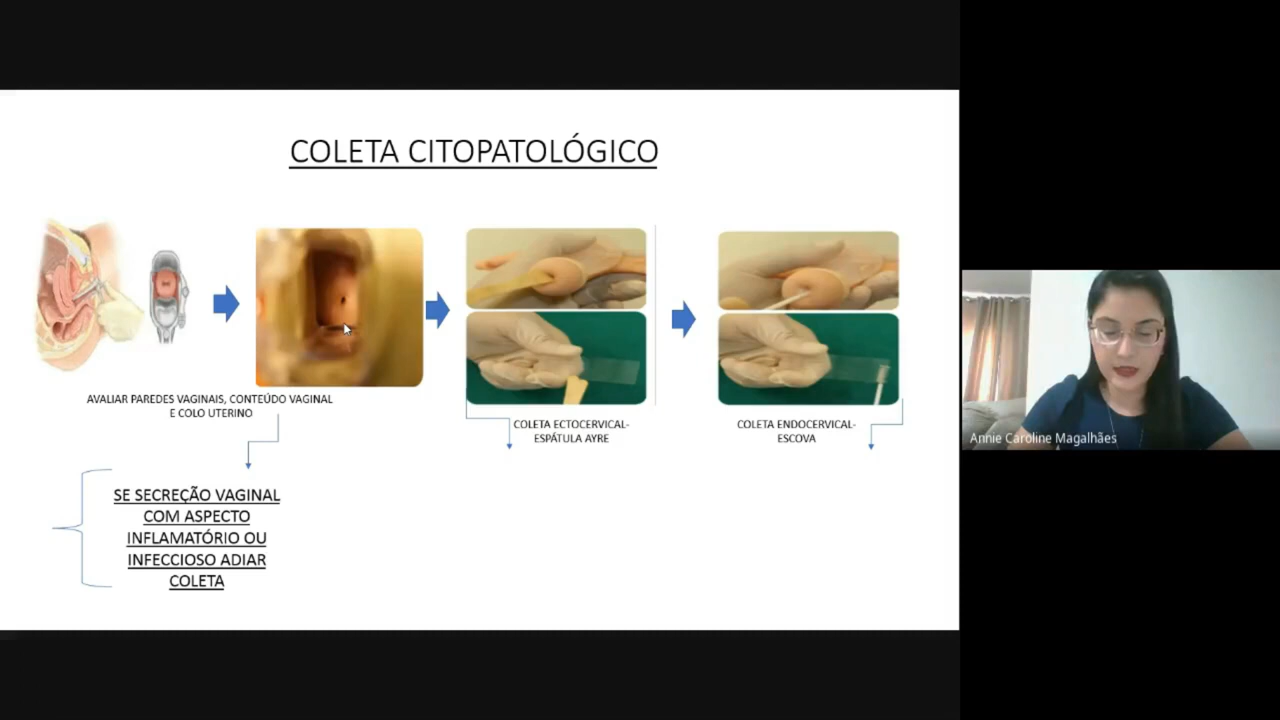 COLETA CITOPATOLÓGICO
AVALIAR PAREDES VAGINAIS, CONTEÚDO VAGINAL
E COLO UTERINO
COLETA ECTOCERVICAL-
ESPÁTULA AYRE
COLETA ENDOCERVICAL-
ESCOVA
SE SECREÇÃO VAGINAL
COM ASPECTO
INFLAMATÓRIO OU
INFECCIOSO ADIAR
COLETA
Annie Caroline Magalhães